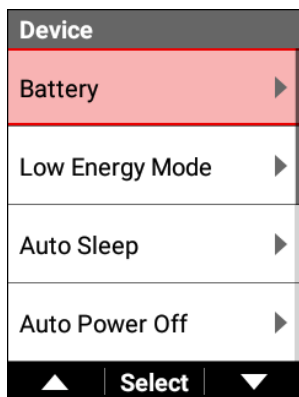 Device
Battery
Low Energy Mode
Auto Sleep
Auto Power Off
Select